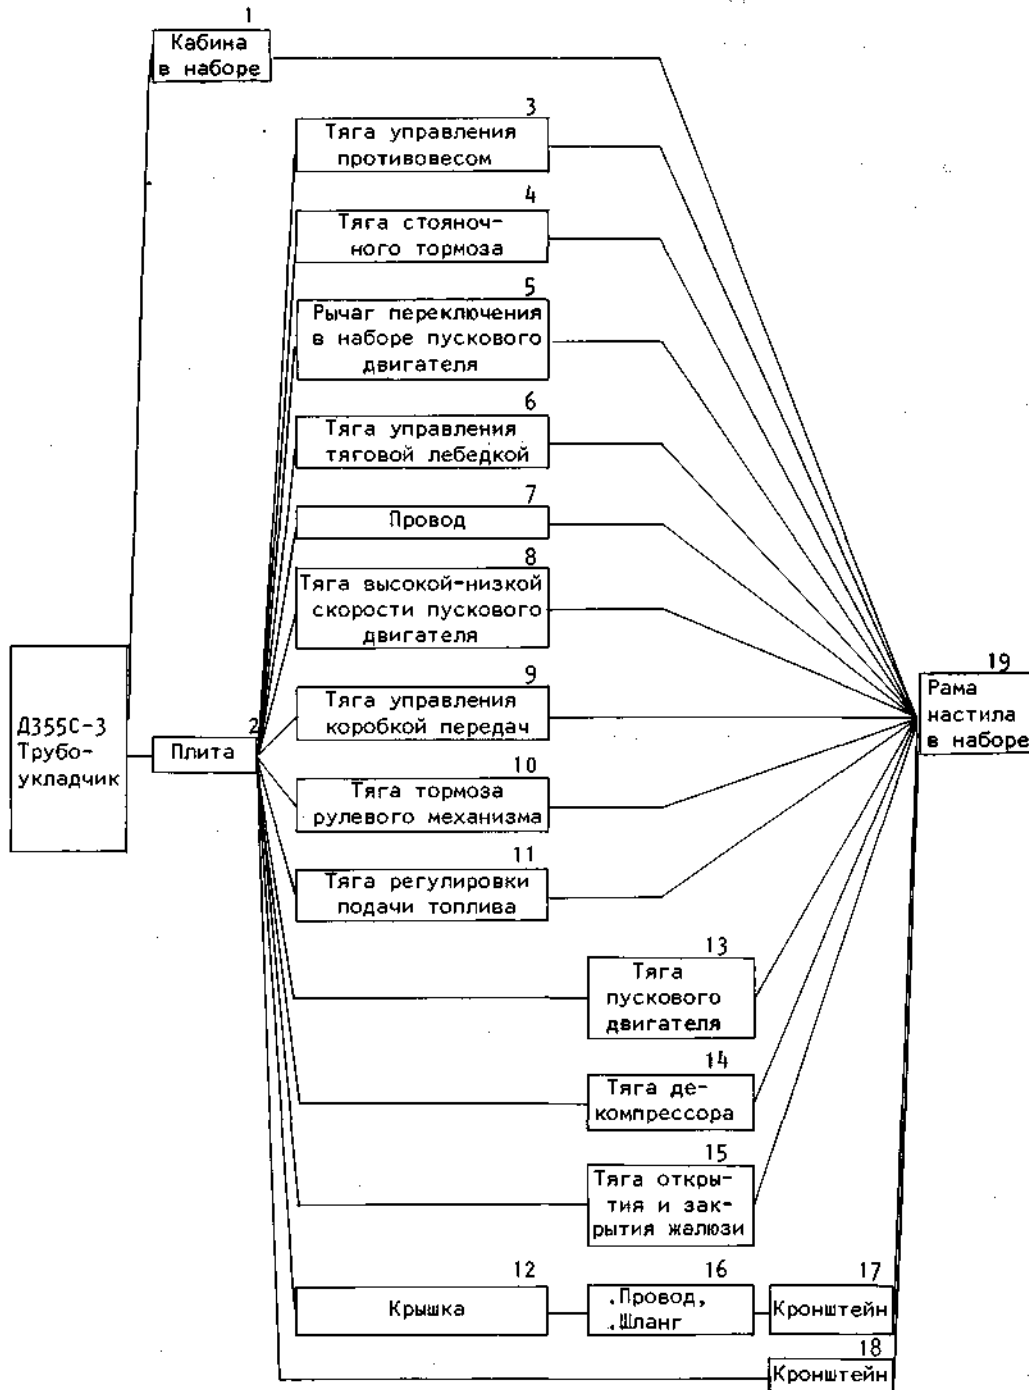 1
Кабина
в наборе
3
Тяга управления
противовесом
4
Тяга стояноч-
ного тормоза
5
Рычаг переключения
в наборе пускового
двигателя
6
Тяга управления
тяговой лебедкой
7
Провод
8
Тяга высокой-низкой
скорости пускового
двигателя
Д355С-3
Трубо-
укладчик
2
Плита
9
Тяга управления
коробкой передач
19
Рама
настила
в наборе
10
Тяга тормоза
рулевого механизма
11
Тяга регулировки
подачи топлива
13
Тяга
пускового
двигателя
14
Тяга де-
компрессора
15
Тяга откры-
тия и зак-
рытия жалюзи
12
Крышка
16
.Провод,
.Шланг
17
Кронштейн
18
Кронштейн